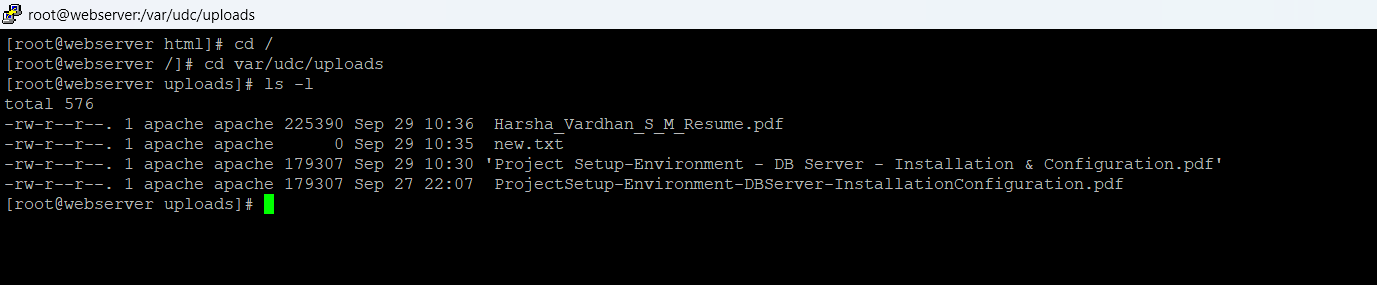 root@webserver:/var/udc/uploads
[root@webserver html]# cd /
[root@webserver /]# cd var/udc/uploads
[root@webserver uploads]# ls -l
total 576
-rw-r--r--. 1 apache apache 225390 Sep 29 10:36  Harsha_Vardhan_S_M_Resume.pdf
-rw-r--r--. 1 apache apache      0 Sep 29 10:35  new.txt
-rw-r--r--. 1 apache apache 179307 Sep 29 10:30 'Project Setup-Environment - DB Server - Installation & Configuration.pdf'
-rw-r--r--. 1 apache apache 179307 Sep 27 22:07  ProjectSetup-Environment-DBServer-InstallationConfiguration.pdf
[root@webserver uploads]#